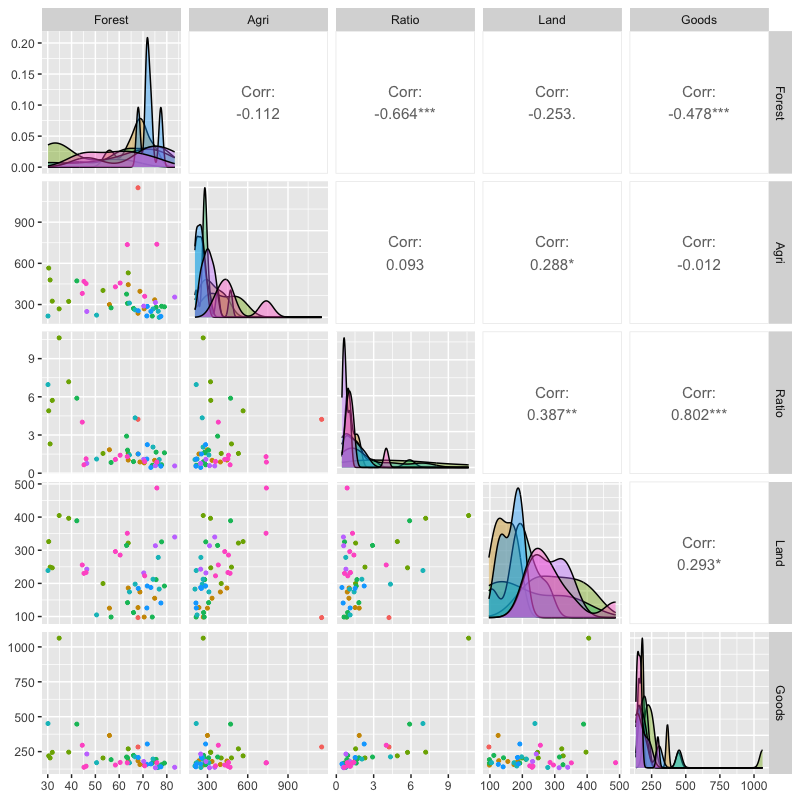 Forest Agri Ratio Land Goods
0.20
0.15
0.10
0.05
0.00
Corr:
-0.112
Corr:
-0.664***
Corr:
-0.253.
Corr:
-0.478***
Forest
900
600
300
Corr:
0.093
Corr:
0.288*
Corr:
-0.012
Agri
9
6
3
0
Corr:
0.387**
Corr:
0.802***
Ratio
500
400
300
200
100
Corr:
0.293*
Land
1000
750
500
250
Goods
30 40 50 60 70 80 300 600 900 0 3 6 9 100 200 300 400 500 250 500 750 1000